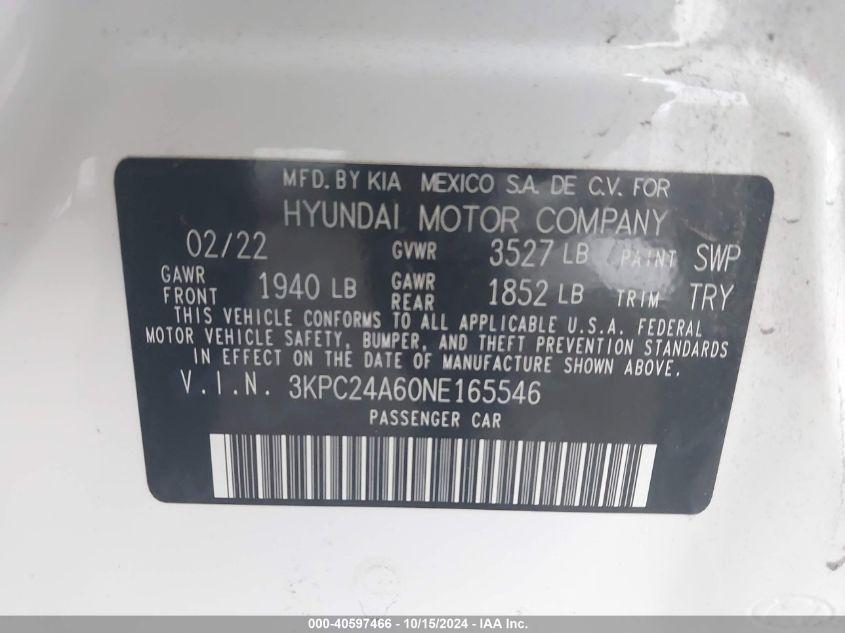 MFD. BY KIA MEXICO S.A. DE C.V. FOR
HYUNDAI MOTOR COMPANY
02/22 GVWR 3527 LB PAINT SWP
GAWR FRONT 1940 LB GAWR REAR 1852 LB TRIM TRY
THIS VEHICLE CONFORMS TO ALL APPLICABLE U.S.A. FEDERAL
MOTOR VEHICLE SAFETY, BUMPER, AND THEFT PREVENTION STANDARDS
IN EFFECT ON THE DATE OF MANUFACTURE SHOWN ABOVE.
V.I.N. 3KPC24A60NE165546
PASSENGER CAR
000-40597466 - 10/15/2024 - IAA Inc.